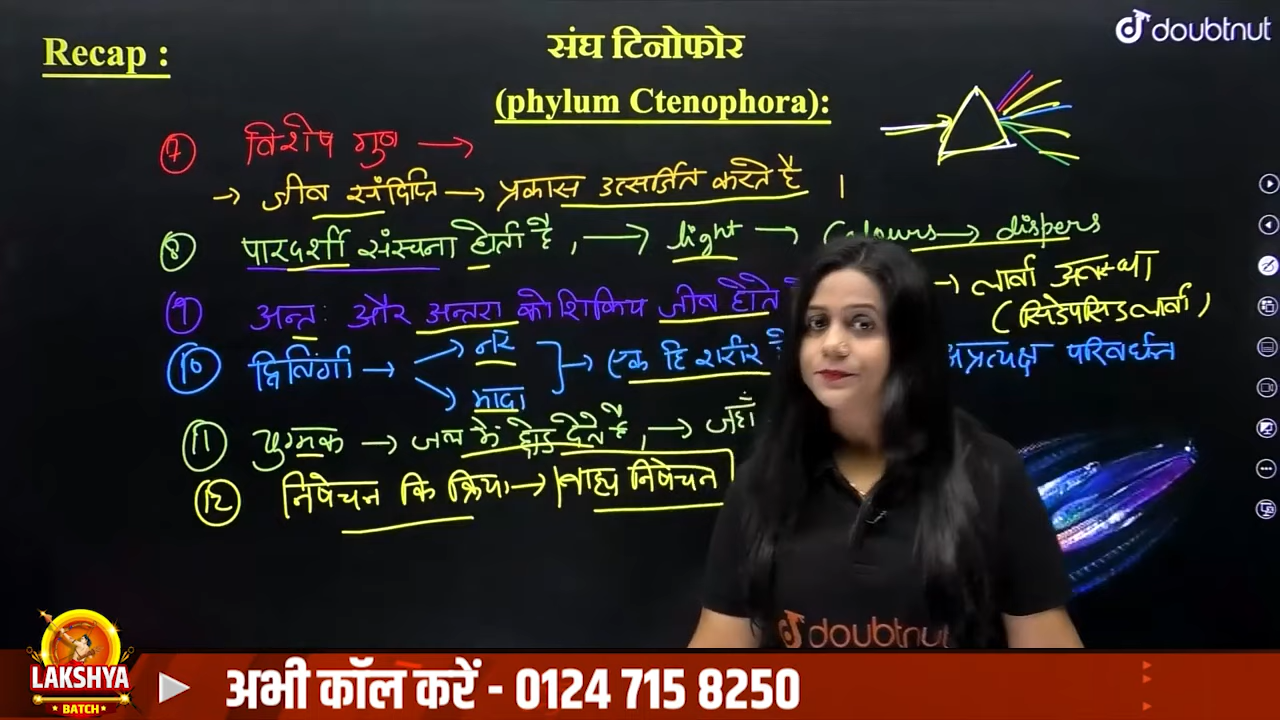 Recap :
संघ टिनोफोर
(phylum Ctenophora):
doubtnut
7 विशेष गुण →
→ जीव संदिप्ति → प्रकास उत्सर्जित करते है ।
8 पारदर्शी संरचना होती है , → light → Colours → dispers
9 अन्तः और अन्तरा कोशिकिय जीव होते → लार्वा अवस्था
(सिडेपसिड लार्वा)
10 द्विलिंगी → नर
मादा
→ एक हि शरीर अप्रत्यक्ष परिवर्धन
11 युग्मक → जल में छोड देते है , → जहाँ
12 निषेचन कि क्रिया → बाह्य निषेचन
doubtnut
LAKSHYA
BATCH
अभी कॉल करें - 0124 715 8250